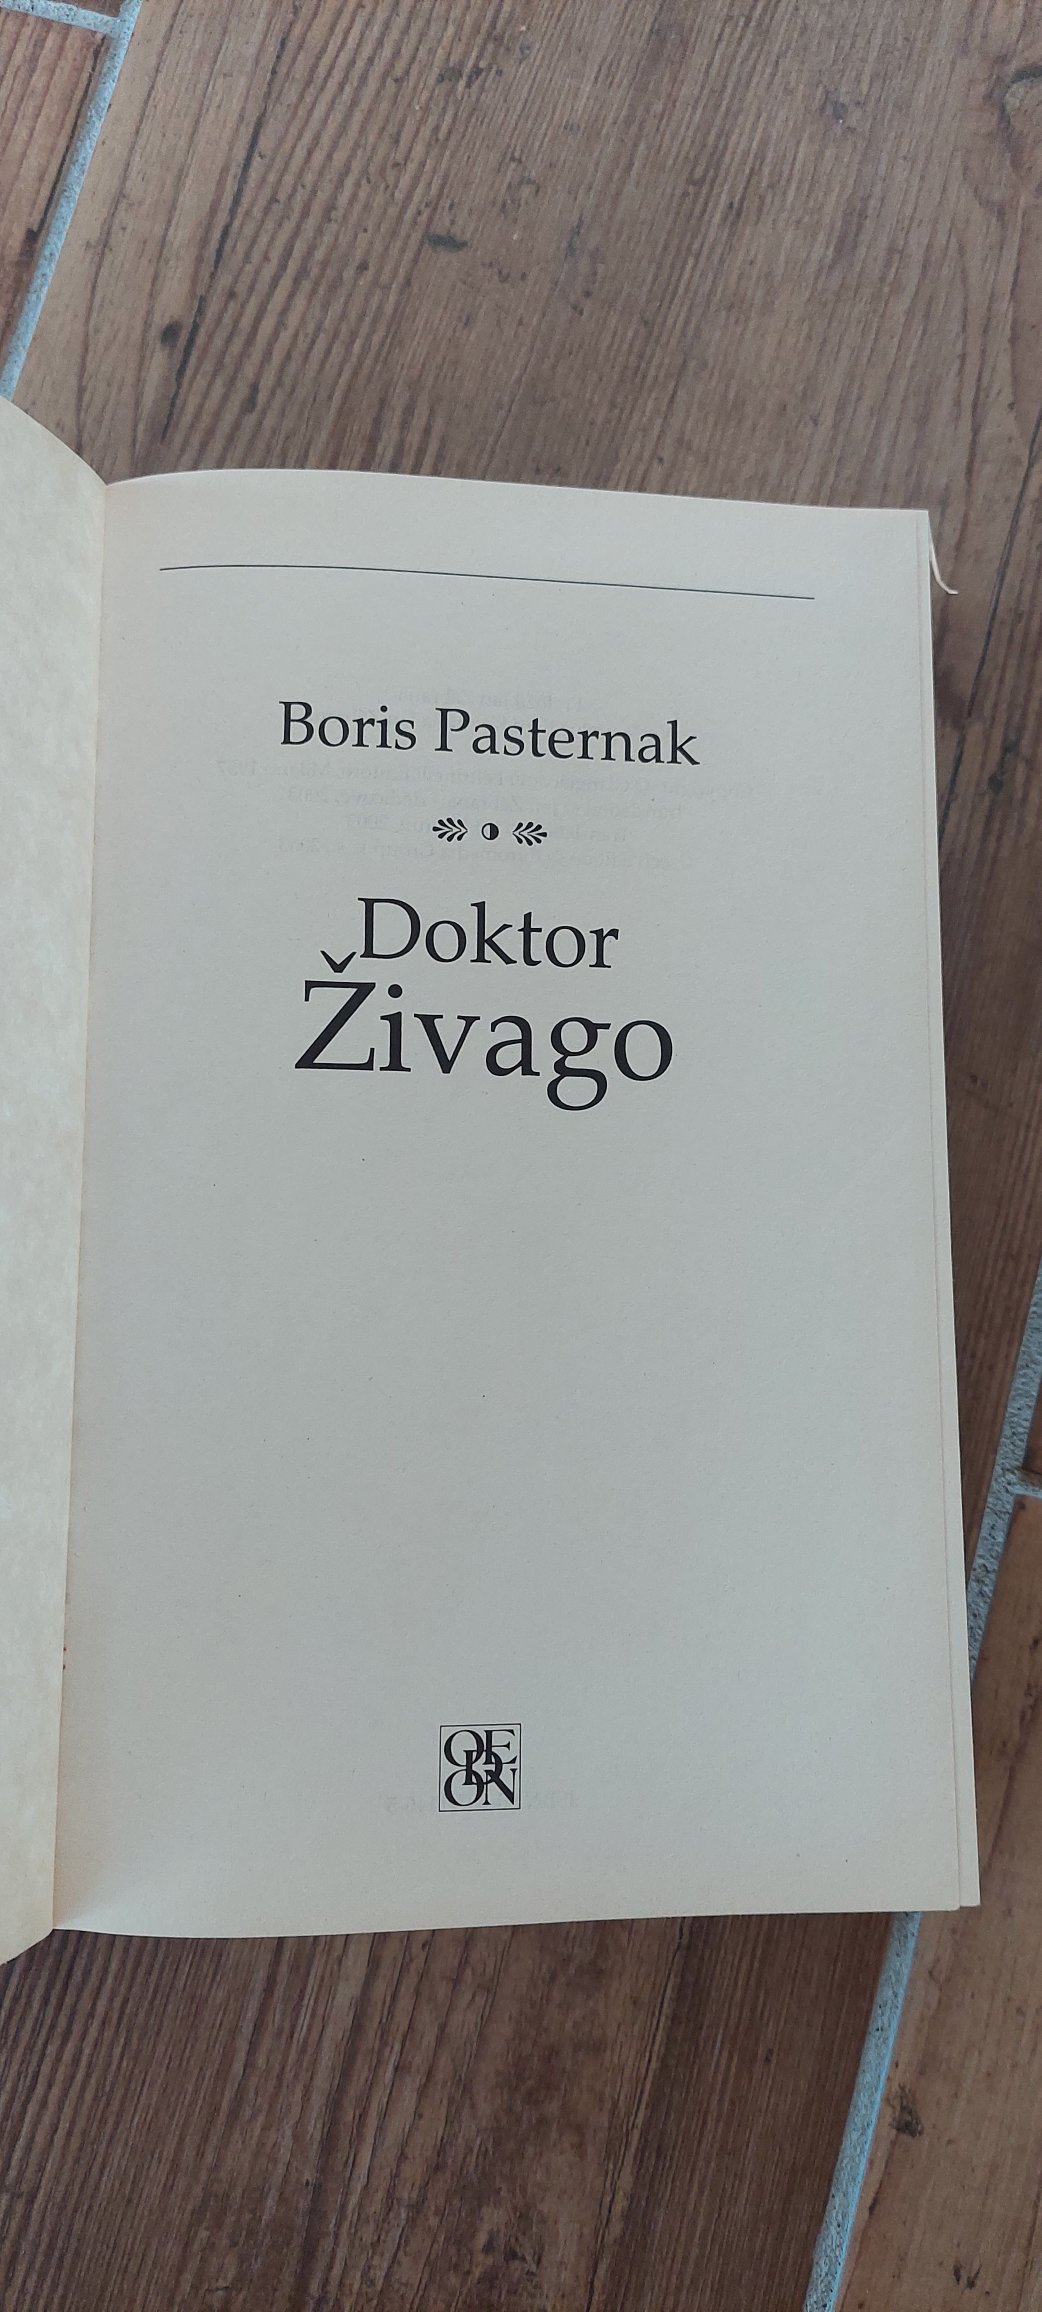 Boris Pasternak
Doktor
Živago
ODEON